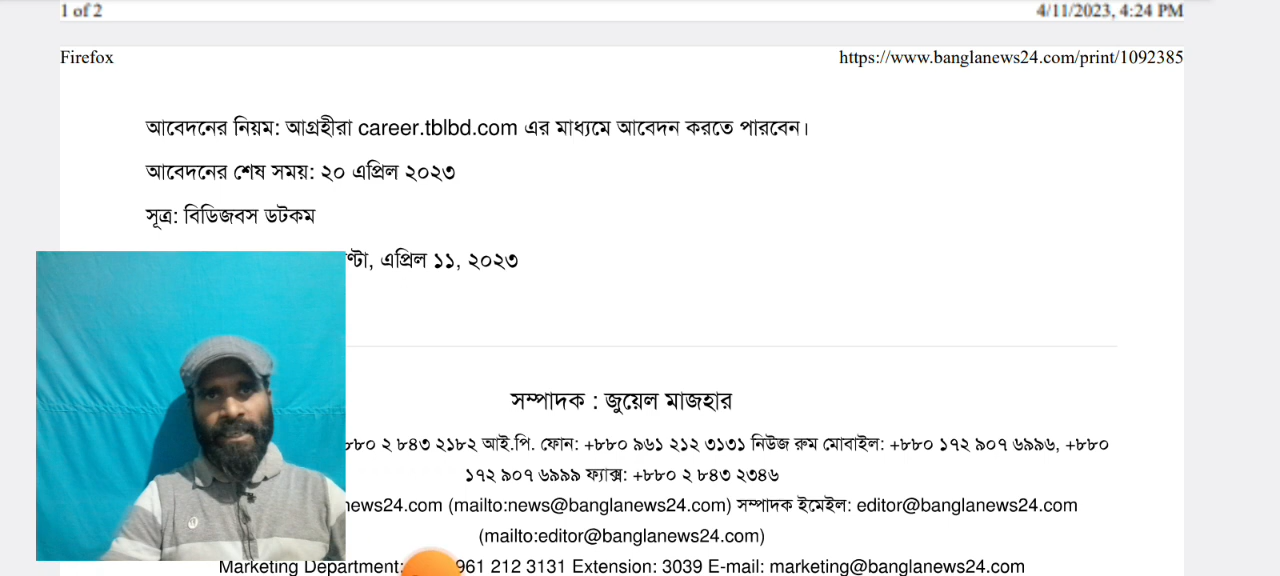 1 of 2 4/11/2023, 4:24 PM
Firefox https://www.banglanews24.com/print/1092385
আবেদনের নিয়ম: আগ্রহীরা career.tblbd.com এর মাধ্যমে আবেদন করতে পারবেন।
আবেদনের শেষ সময়: ২০ এপ্রিল ২০২৩
সূত্র: বিডিজবস ডটকম
এপ্রিল ১১, ২০২৩
সম্পাদক : জুয়েল মাজহার
২ ৮৪৩ ২১৮২ আই.পি. ফোন: +৮৮০ ৯৬১ ২১২ ৩১৩১ নিউজ রুম মোবাইল: +৮৮০ ১৭২ ৯০৭ ৬৯৯৬, +৮৮০
১৭২ ৯০৭ ৬৯৯৯ ফ্যাক্স: +৮৮০ ২ ৮৪৩ ২৩৪৬
news24.com (mailto:news@banglanews24.com) সম্পাদক ইমেইল: editor@banglanews24.com
(mailto:editor@banglanews24.com)
Marketing Department: 961 212 3131 Extension: 3039 E-mail: marketing@banglanews24.com